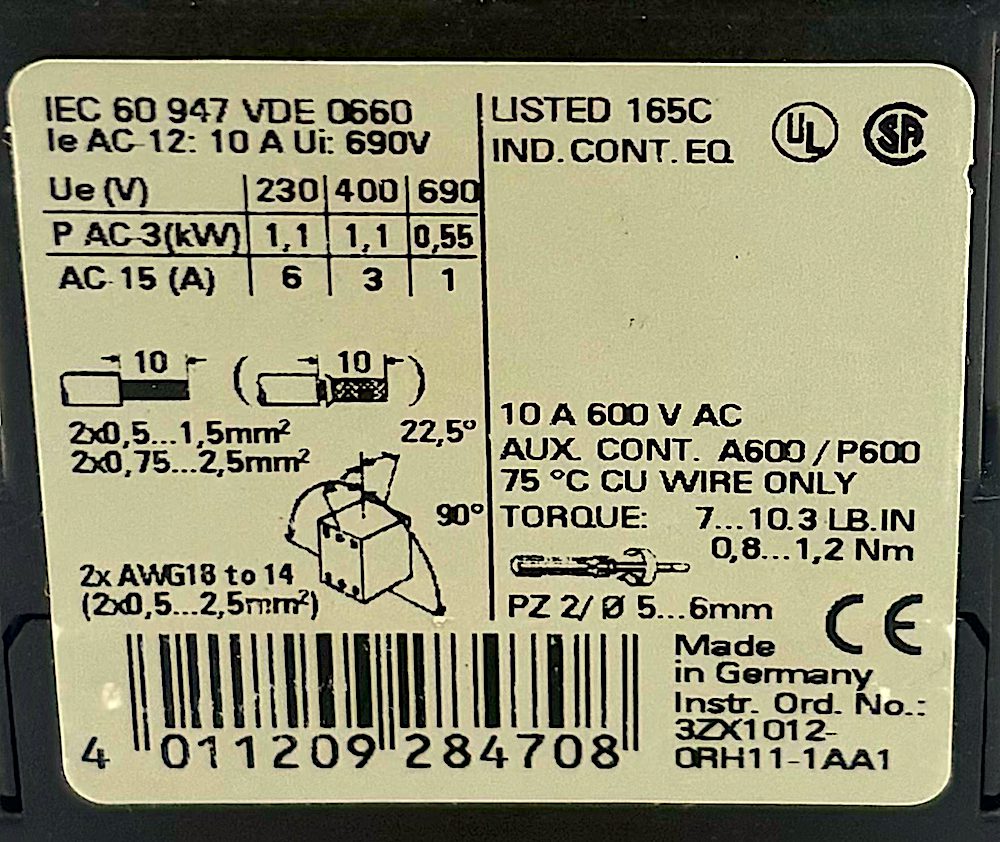 IEC 60 947 VDE 0660
Ie AC-12: 10 A Ui: 690V
Ue (V) 230 400 690
P AC-3(kW) 1,1 1,1 0,55
AC-15 (A) 6 3 1
10 (10)
2x0,5...1,5mm²
2x0,75...2,5mm²
22,5°
90°
2x AWG18 to 14
(2x0,5...2,5mm²)
LISTED 165C
IND. CONT. EQ
UL SA
10 A 600 V AC
AUX. CONT. A600 / P600
75 °C CU WIRE ONLY
TORQUE: 7...10.3 LB.IN
0,8...1,2 Nm
PZ 2/ Ø 5...6mm
CE
Made
in Germany
Instr. Ord. No.:
3ZX1012-
0RH11-1AA1
4 011209 284708